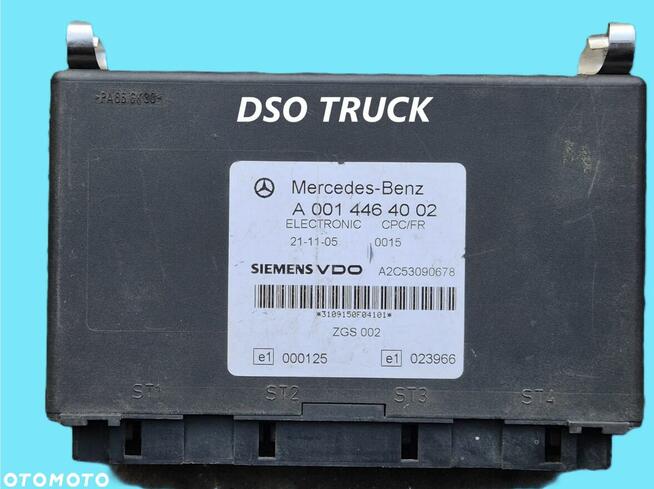 >PA66 GK30<
DSO TRUCK
Mercedes-Benz
A 001 446 40 02
ELECTRONIC CPC/FR
21-11-05 0015
SIEMENS VDO A2C53090678
*3109150F04101*
ZGS 002
e1 000125 e1 023966
ST1 ST2 ST3 ST4
OTOMOTO